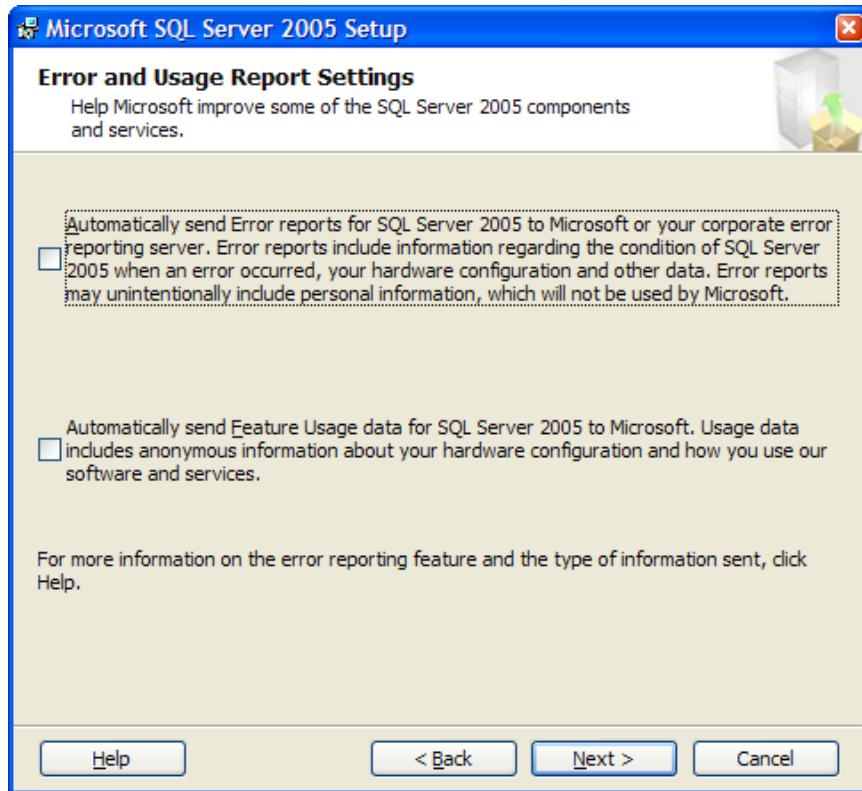 Microsoft SQL Server 2005 Setup
Error and Usage Report Settings
Help Microsoft improve some of the SQL Server 2005 components
and services.
Automatically send Error reports for SQL Server 2005 to Microsoft or your corporate error
reporting server. Error reports include information regarding the condition of SQL Server
2005 when an error occurred, your hardware configuration and other data. Error reports
may unintentionally include personal information, which will not be used by Microsoft.
Automatically send Feature Usage data for SQL Server 2005 to Microsoft. Usage data
includes anonymous information about your hardware configuration and how you use our
software and services.
For more information on the error reporting feature and the type of information sent, click
Help.
Help
< Back
Next >
Cancel